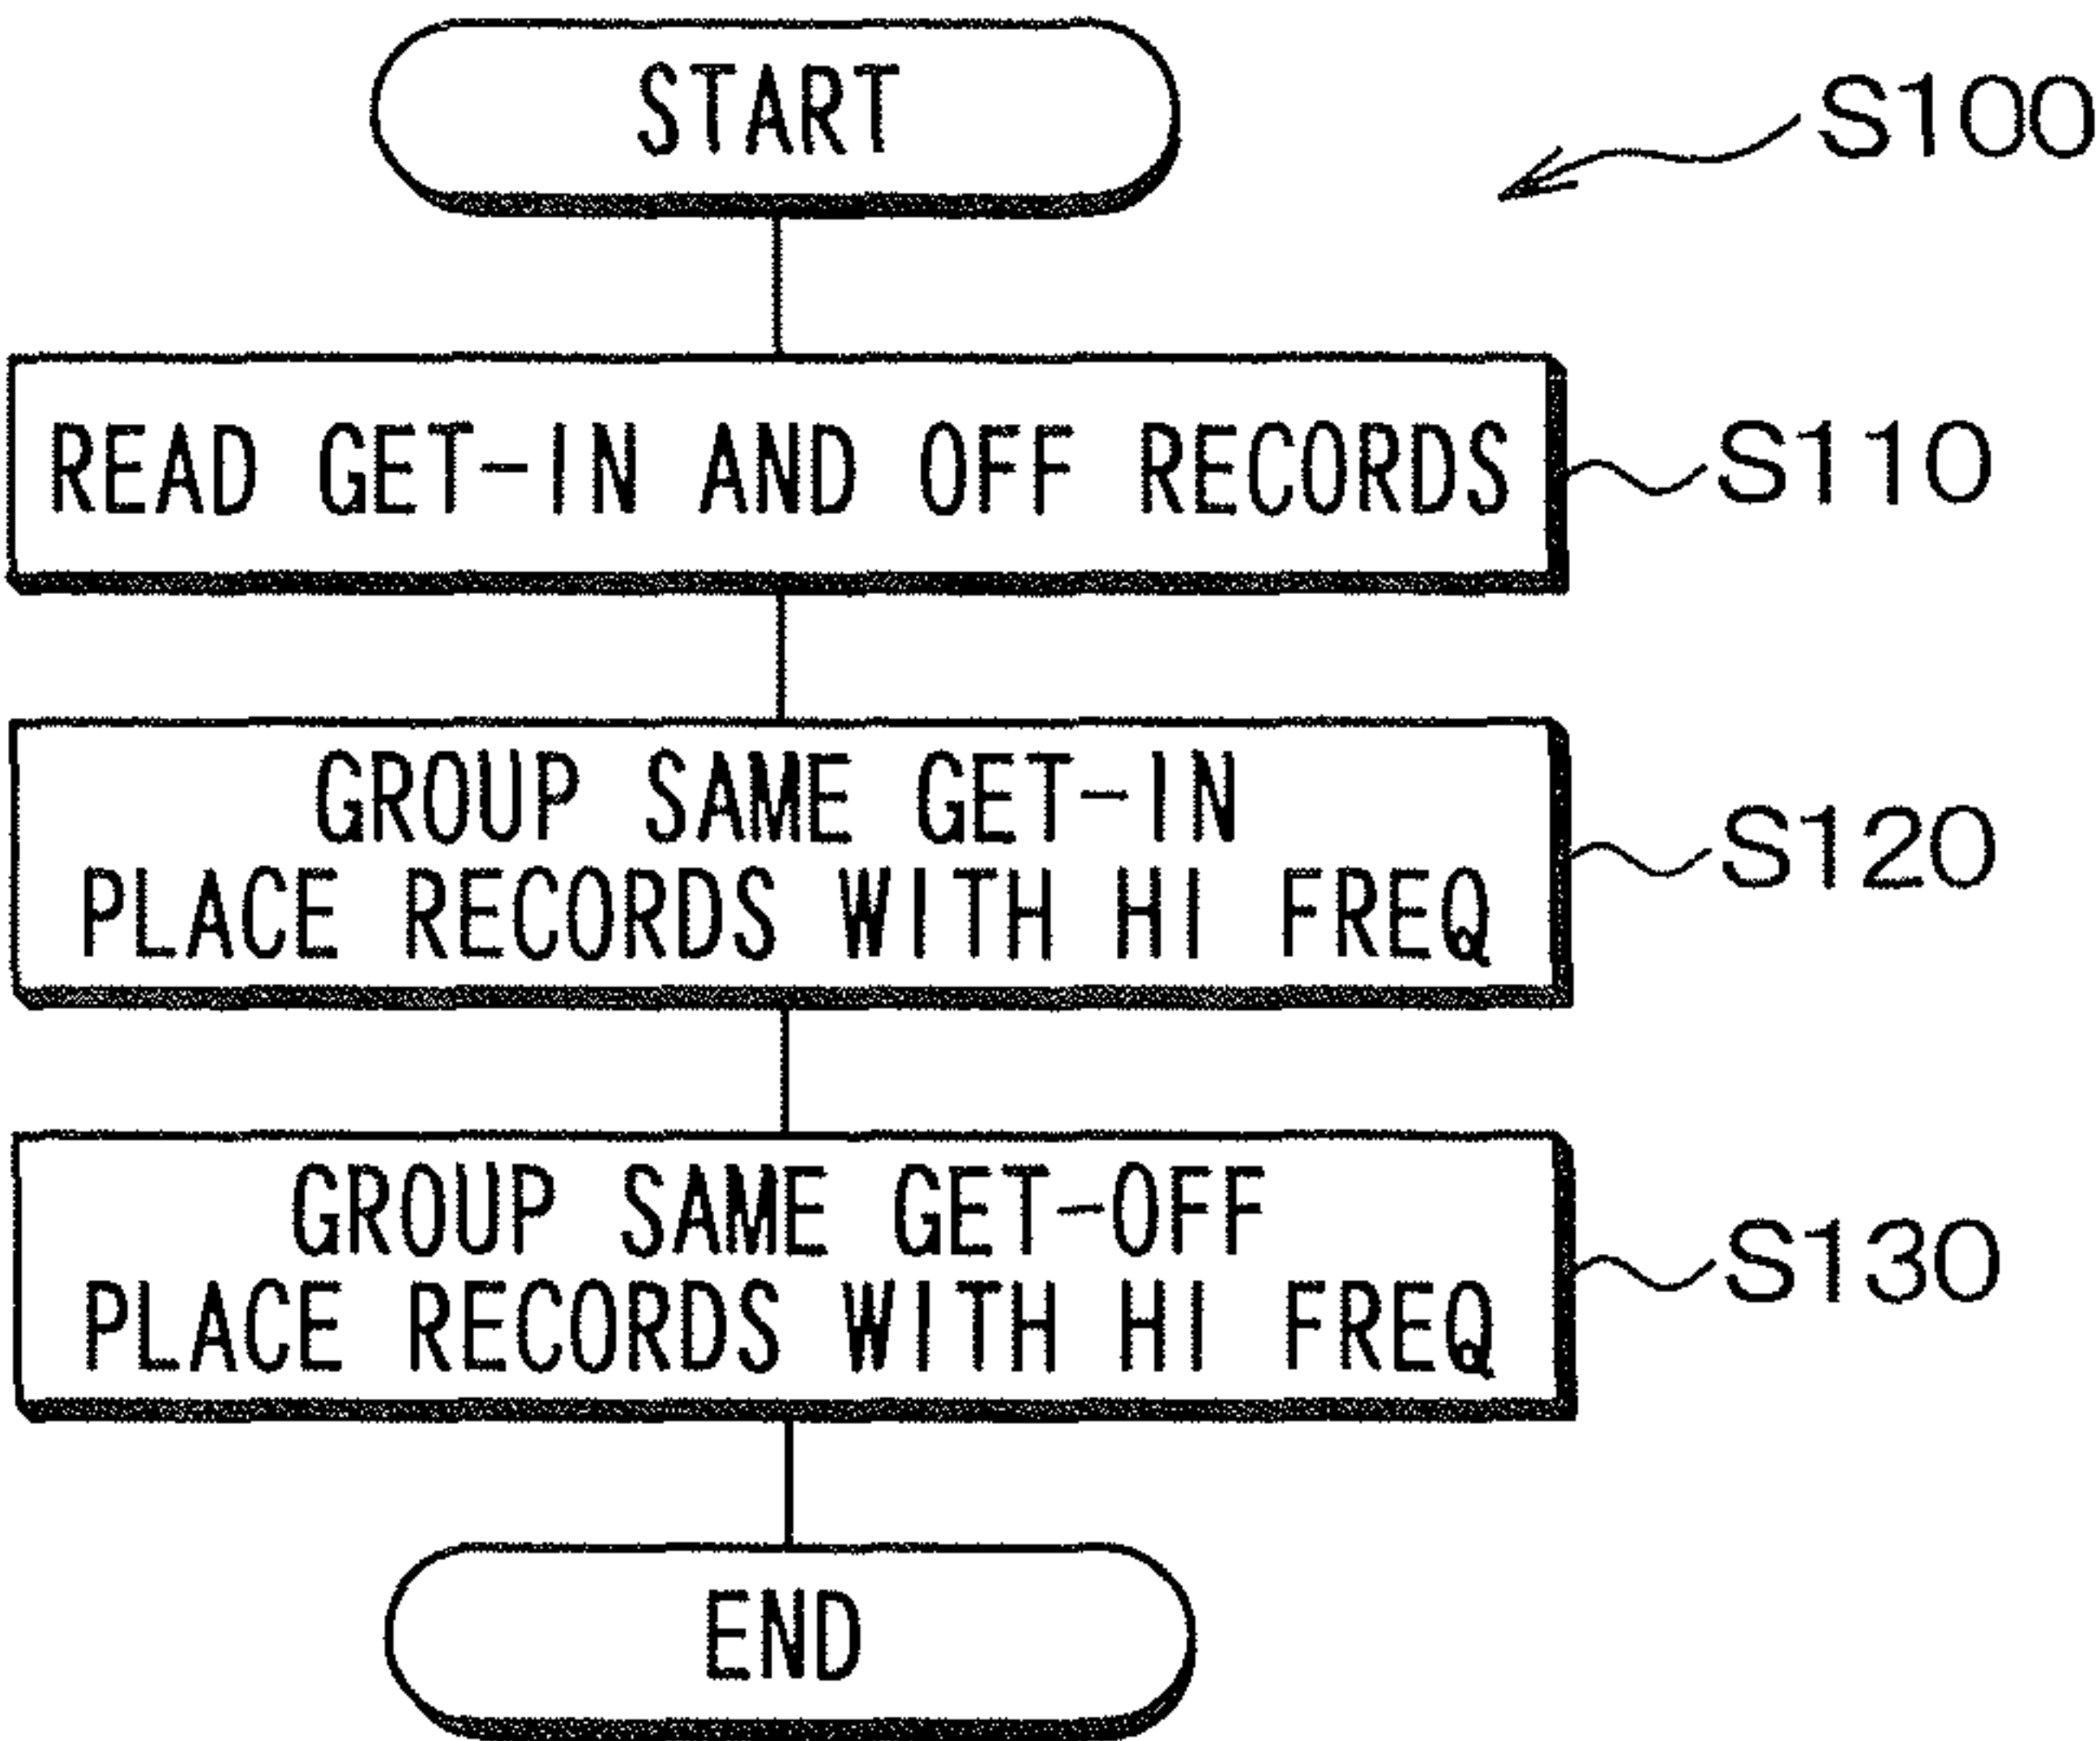 START
S100
READ GET-IN AND OFF RECORDS
S110
GROUP SAME GET-IN
PLACE RECORDS WITH HI FREQ
S120
GROUP SAME GET-OFF
PLACE RECORDS WITH HI FREQ
S130
END